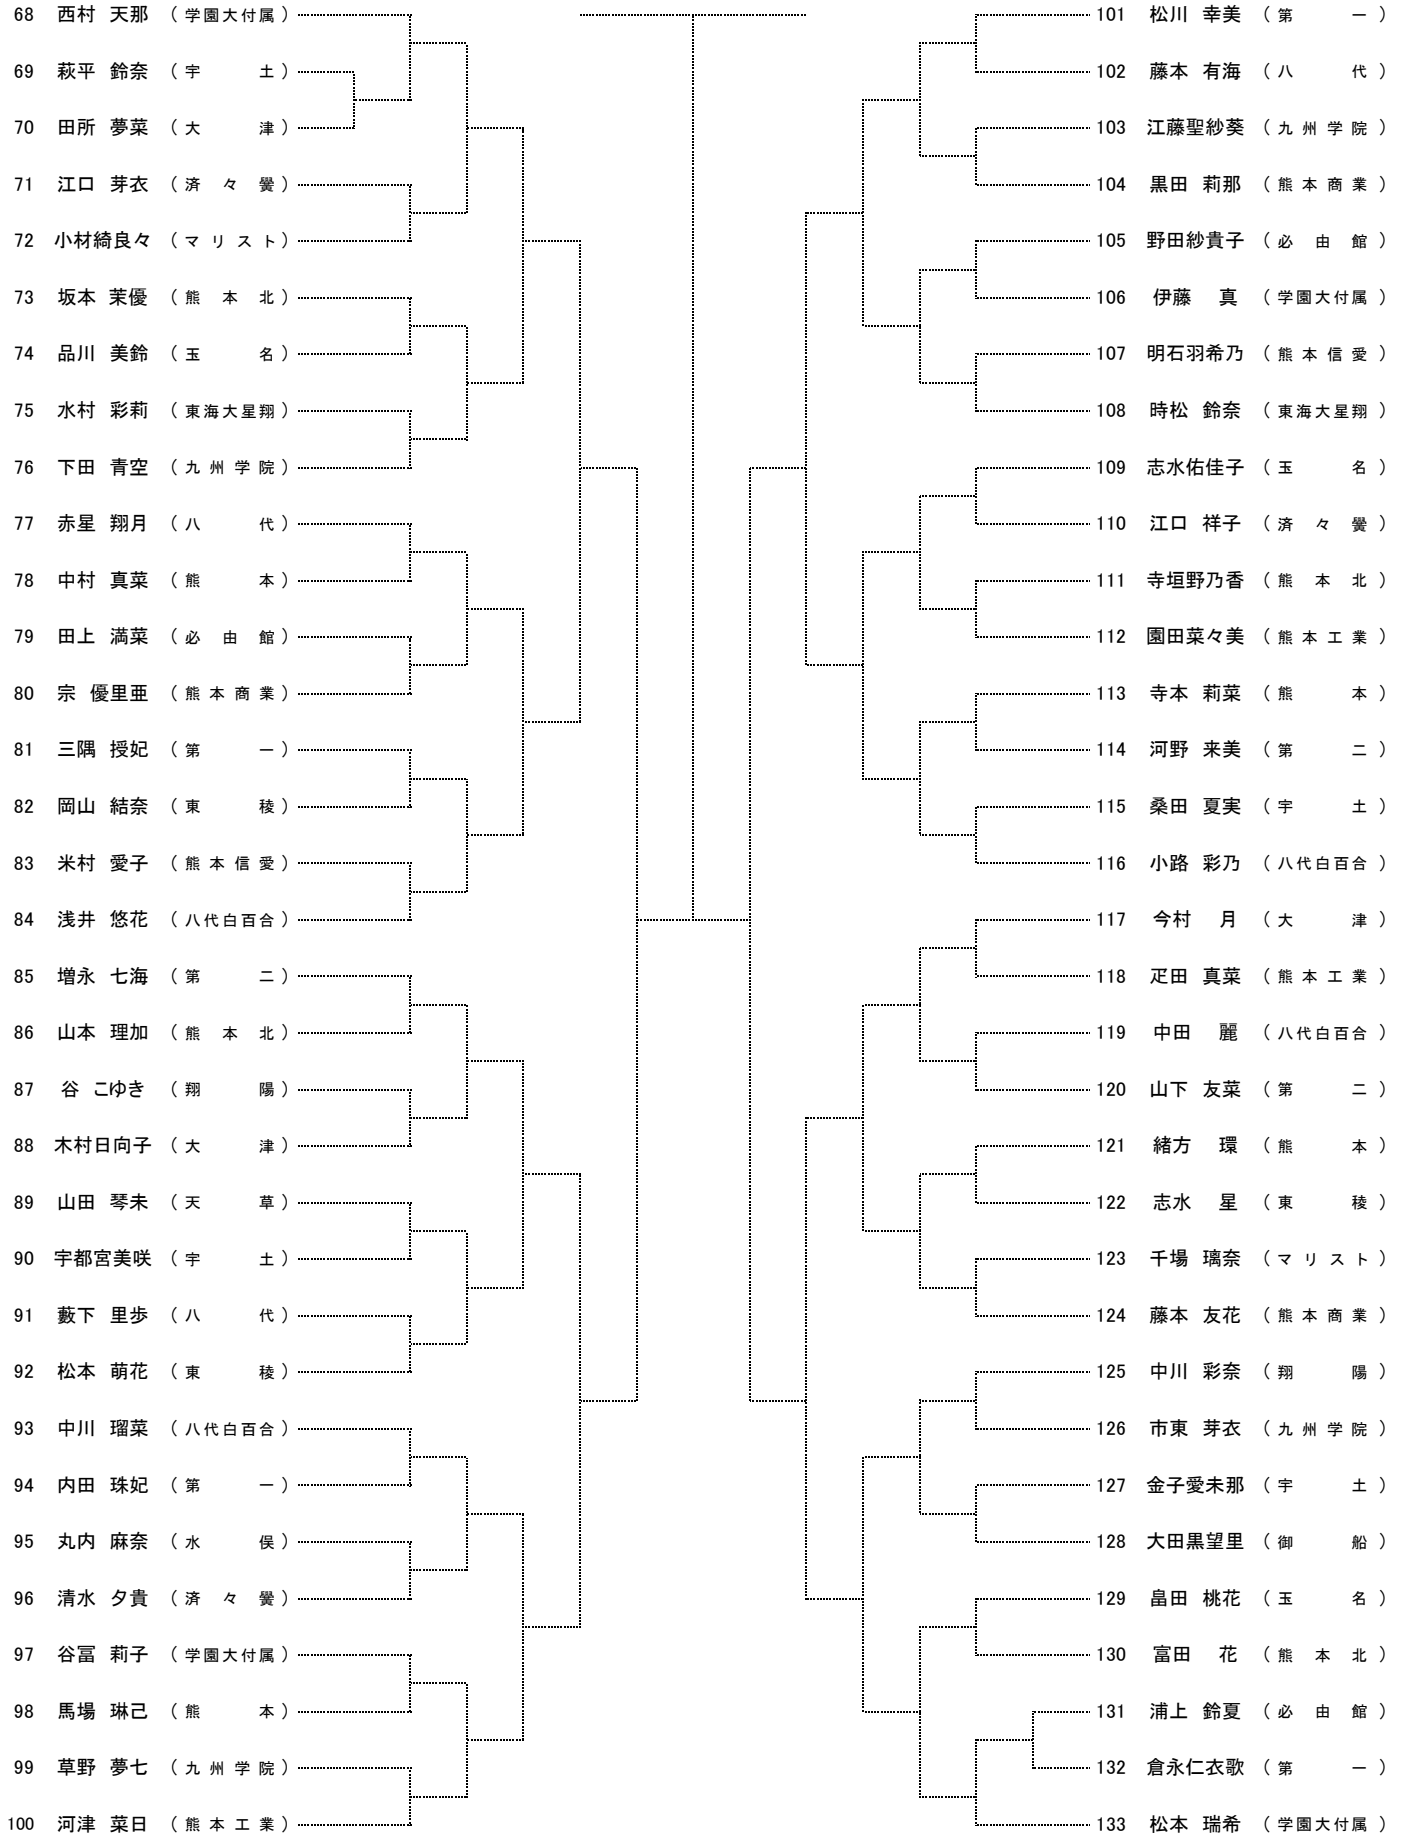 68 西村 天那 （学園大付属）
69 萩平 鈴奈 （宇 土）
70 田所 夢菜 （大 津）
71 江口 芽衣 （済 々 黌）
72 小材綺良々 （マ リ ス ト）
73 坂本 茉優 （熊 本 北）
74 品川 美鈴 （玉 名）
75 水村 彩莉 （東海大星翔）
76 下田 青空 （九 州 学 院）
77 赤星 翔月 （八 代）
78 中村 真菜 （熊 本）
79 田上 満菜 （必 由 館）
80 宗 優里亜 （熊 本 商 業）
81 三隅 授妃 （第 一）
82 岡山 結奈 （東 稜）
83 米村 愛子 （熊 本 信 愛）
84 浅井 悠花 （八代白百合）
85 増永 七海 （第 二）
86 山本 理加 （熊 本 北）
87 谷 こゆき （翔 陽）
88 木村日向子 （大 津）
89 山田 琴未 （天 草）
90 宇都宮美咲 （宇 土）
91 藪下 里歩 （八 代）
92 松本 萌花 （東 稜）
93 中川 瑠菜 （八代白百合）
94 内田 珠妃 （第 一）
95 丸内 麻奈 （水 俣）
96 清水 夕貴 （済 々 黌）
97 谷冨 莉子 （学園大付属）
98 馬場 琳己 （熊 本）
99 草野 夢七 （九 州 学 院）
100 河津 菜日 （熊 本 工 業）
101 松川 幸美 （第 一）
102 藤本 有海 （八 代）
103 江藤聖紗葵 （九 州 学 院）
104 黒田 莉那 （熊 本 商 業）
105 野田紗貴子 （必 由 館）
106 伊藤 真 （学園大付属）
107 明石羽希乃 （熊 本 信 愛）
108 時松 鈴奈 （東海大星翔）
109 志水佑佳子 （玉 名）
110 江口 祥子 （済 々 黌）
111 寺垣野乃香 （熊 本 北）
112 園田菜々美 （熊 本 工 業）
113 寺本 莉菜 （熊 本）
114 河野 来美 （第 二）
115 桑田 夏実 （宇 土）
116 小路 彩乃 （八代白百合）
117 今村 月 （大 津）
118 疋田 真菜 （熊 本 工 業）
119 中田 麗 （八代白百合）
120 山下 友菜 （第 二）
121 緒方 環 （熊 本）
122 志水 星 （東 稜）
123 千場 璃奈 （マ リ ス ト）
124 藤本 友花 （熊 本 商 業）
125 中川 彩奈 （翔 陽）
126 市東 芽衣 （九 州 学 院）
127 金子愛未那 （宇 土）
128 大田黒望里 （御 船）
129 畠田 桃花 （玉 名）
130 富田 花 （熊 本 北）
131 浦上 鈴夏 （必 由 館）
132 倉永仁衣歌 （第 一）
133 松本 瑞希 （学園大付属）